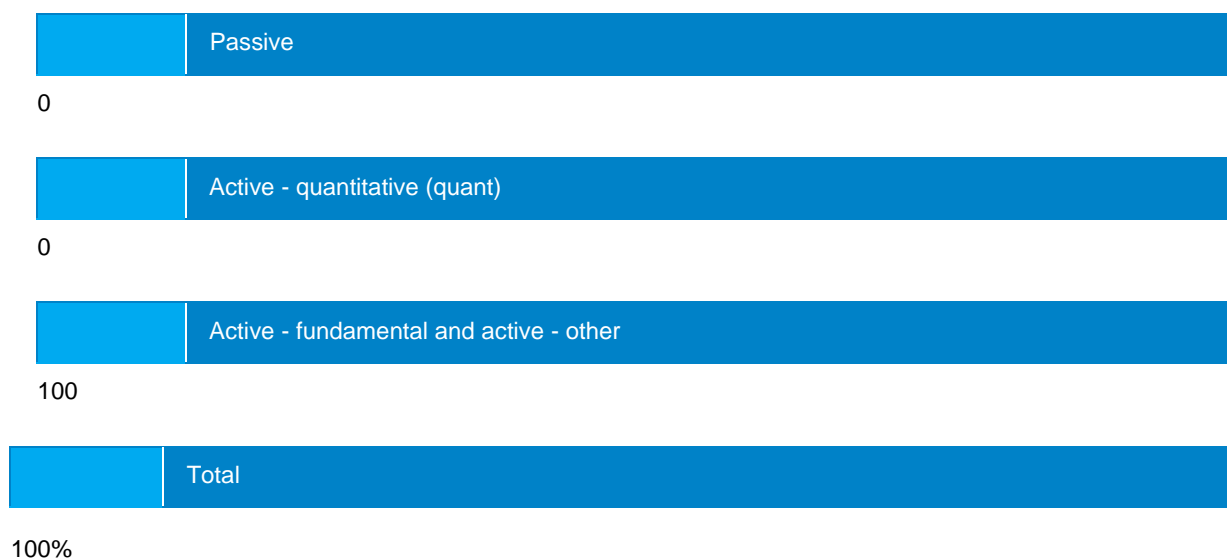 Passive
0
Active - quantitative (quant)
0
Active - fundamental and active - other
100
Total
100%